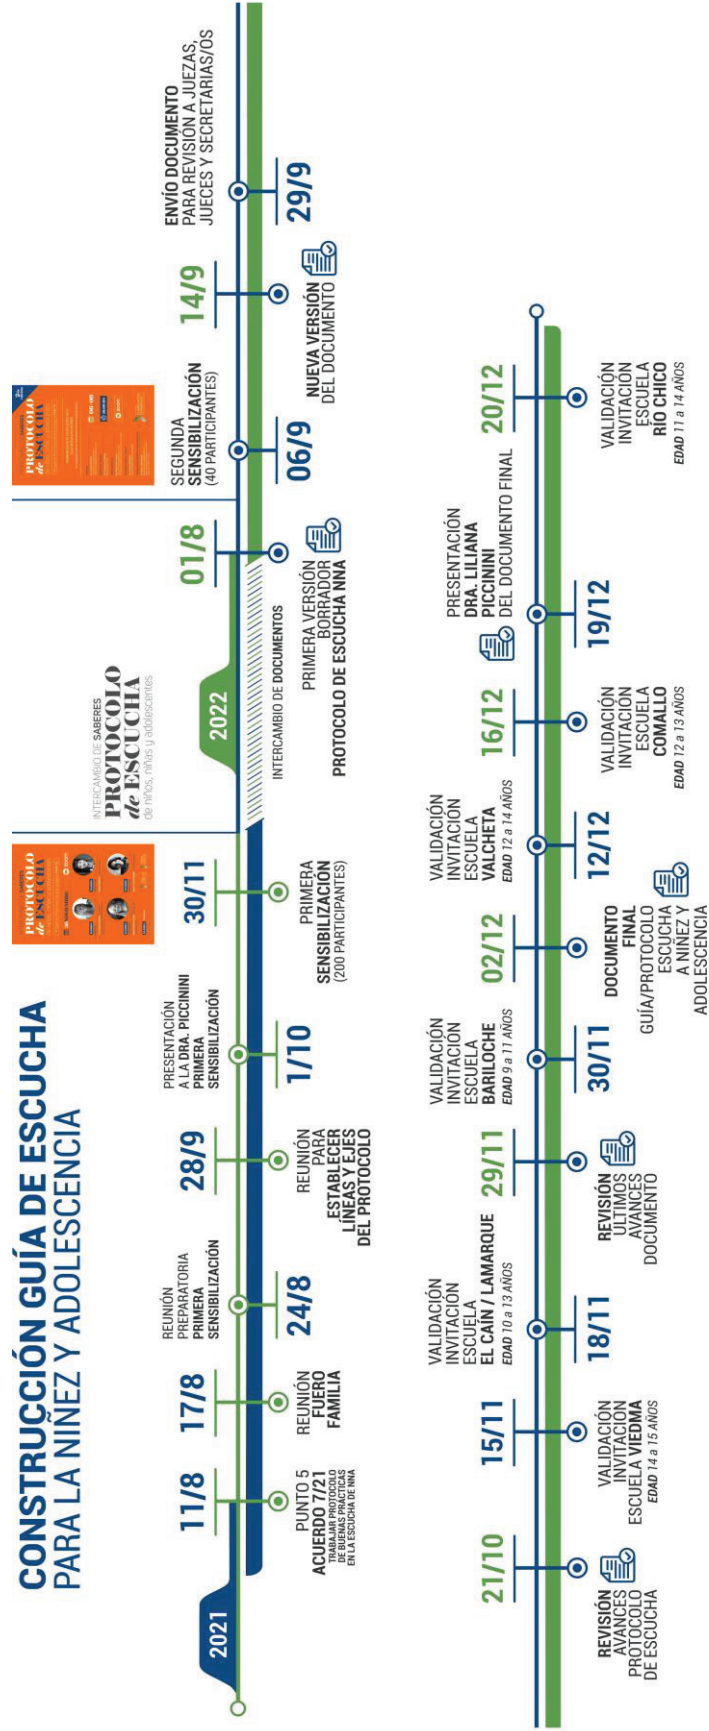 CONSTRUCCIÓN GUÍA DE ESCUCHA
PARA LA NIÑEZ Y ADOLESCENCIA
2021
11/8
PUNTO 5
ACUERDO 7/21
TRABAJAR PROTOCOLO
DE BUENAS PRÁCTICAS
EN LA ESCUCHA DE NNA
17/8
REUNIÓN
FUERO
FAMILIA
REUNIÓN
PREPARATORIA
PRIMERA
SENSIBILIZACIÓN
24/8
28/9
REUNIÓN
PARA
ESTABLECER
LÍNEAS Y EJES
DEL PROTOCOLO
PRESENTACIÓN
A LA DRA. PICCININI
PRIMERA
SENSIBILIZACIÓN
1/10
30/11
PRIMERA
SENSIBILIZACIÓN
(200 PARTICIPANTES)
PROTOCOLO
de ESCUCHA
INTERCAMBIO DE SABERES
PROTOCOLO
de ESCUCHA
de niños, niñas y adolescentes
2022
INTERCAMBIO DE DOCUMENTOS
01/8
PRIMERA VERSIÓN
BORRADOR
PROTOCOLO DE ESCUCHA NNA
PROTOCOLO
de ESCUCHA
SEGUNDA
SENSIBILIZACIÓN
(40 PARTICIPANTES)
06/9
14/9
NUEVA VERSIÓN
DEL DOCUMENTO
ENVÍO DOCUMENTO
PARA REVISIÓN A JUEZAS,
JUECES Y SECRETARIAS/OS
29/9
21/10
REVISIÓN
AVANCES
PROTOCOLO
DE ESCUCHA
15/11
VALIDACIÓN
INVITACIÓN
ESCUELA VIEDMA
EDAD 14 a 15 AÑOS
VALIDACIÓN
INVITACIÓN
ESCUELA
EL CAÍN / LAMARQUE
EDAD 10 a 13 AÑOS
18/11
29/11
REVISIÓN
ÚLTIMOS
AVANCES
DOCUMENTO
VALIDACIÓN
INVITACIÓN
ESCUELA
BARILOCHE
EDAD 9 a 11 AÑOS
30/11
02/12
DOCUMENTO
FINAL
GUÍA/PROTOCOLO
ESCUCHA
A NIÑEZ Y
ADOLESCENCIA
VALIDACIÓN
INVITACIÓN
ESCUELA
VALCHETA
EDAD 12 a 14 AÑOS
12/12
16/12
VALIDACIÓN
INVITACIÓN
ESCUELA
COMALLO
EDAD 12 a 13 AÑOS
PRESENTACIÓN
DRA. LILIANA
PICCININI
DEL DOCUMENTO FINAL
19/12
20/12
VALIDACIÓN
INVITACIÓN
ESCUELA
RÍO CHICO
EDAD 11 a 14 AÑOS